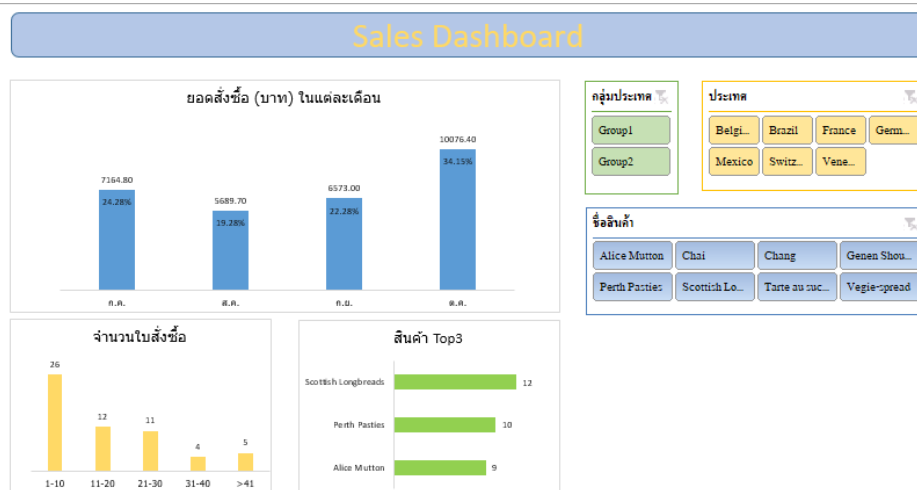 Sales Dashboard
ยอดสั่งซื้อ (บาท) ในแต่ละเดือน
10076.40
34.15%
7164.80
24.28%
6573.00
22.28%
5689.70
19.28%
ก.ค. ส.ค. ก.ย. ต.ค.
กลุ่มประเทศ
Group1
Group2
ประเทศ
Belgi... Brazil France Germ...
Mexico Switz... Vene...
ชื่อสินค้า
Alice Mutton Chai Chang Genen Shou...
Perth Pasties Scottish Lo... Tarte au suc... Vegie-spread
จำนวนใบสั่งซื้อ
26
12
11
4
5
1-10 11-20 21-30 31-40 >41
สินค้า Top3
Scottish Longbreads 12
Perth Pasties 10
Alice Mutton 9